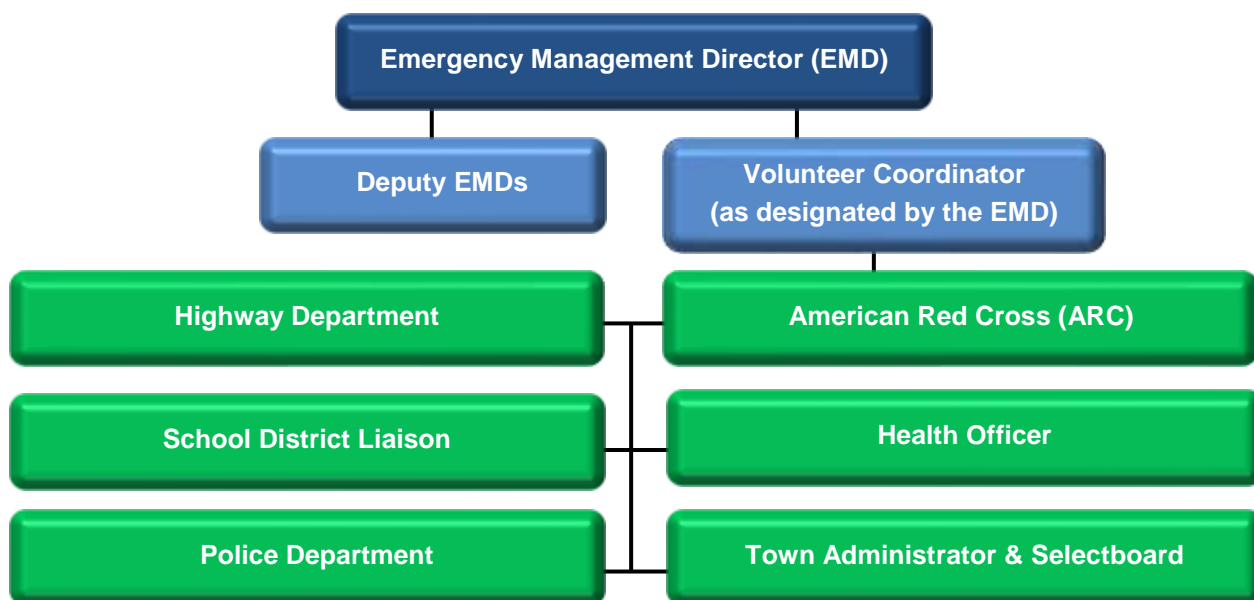 Emergency Management Director (EMD)
Deputy EMDs
Volunteer Coordinator
(as designated by the EMD)
Highway Department
American Red Cross (ARC)
School District Liaison
Health Officer
Police Department
Town Administrator & Selectboard